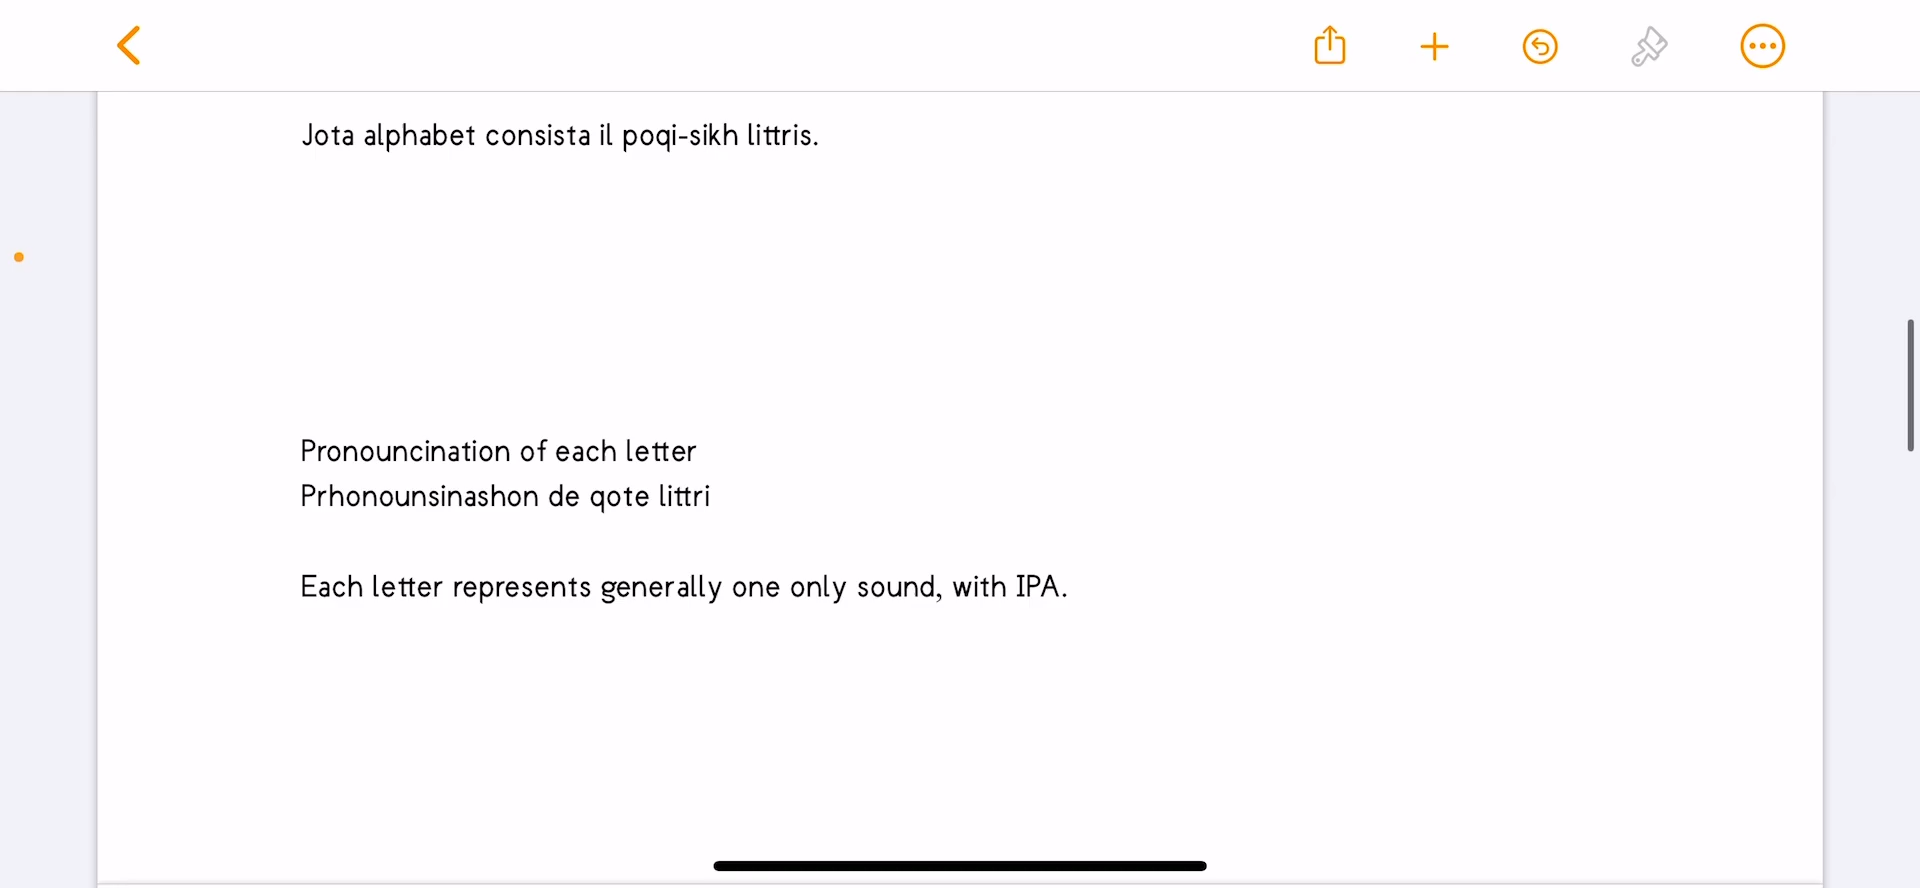 Jota alphabet consista il poqi-sikh littris.
Pronouncination of each letter
Prhonounsinashon de qote littri
Each letter represents generally one only sound, with IPA.